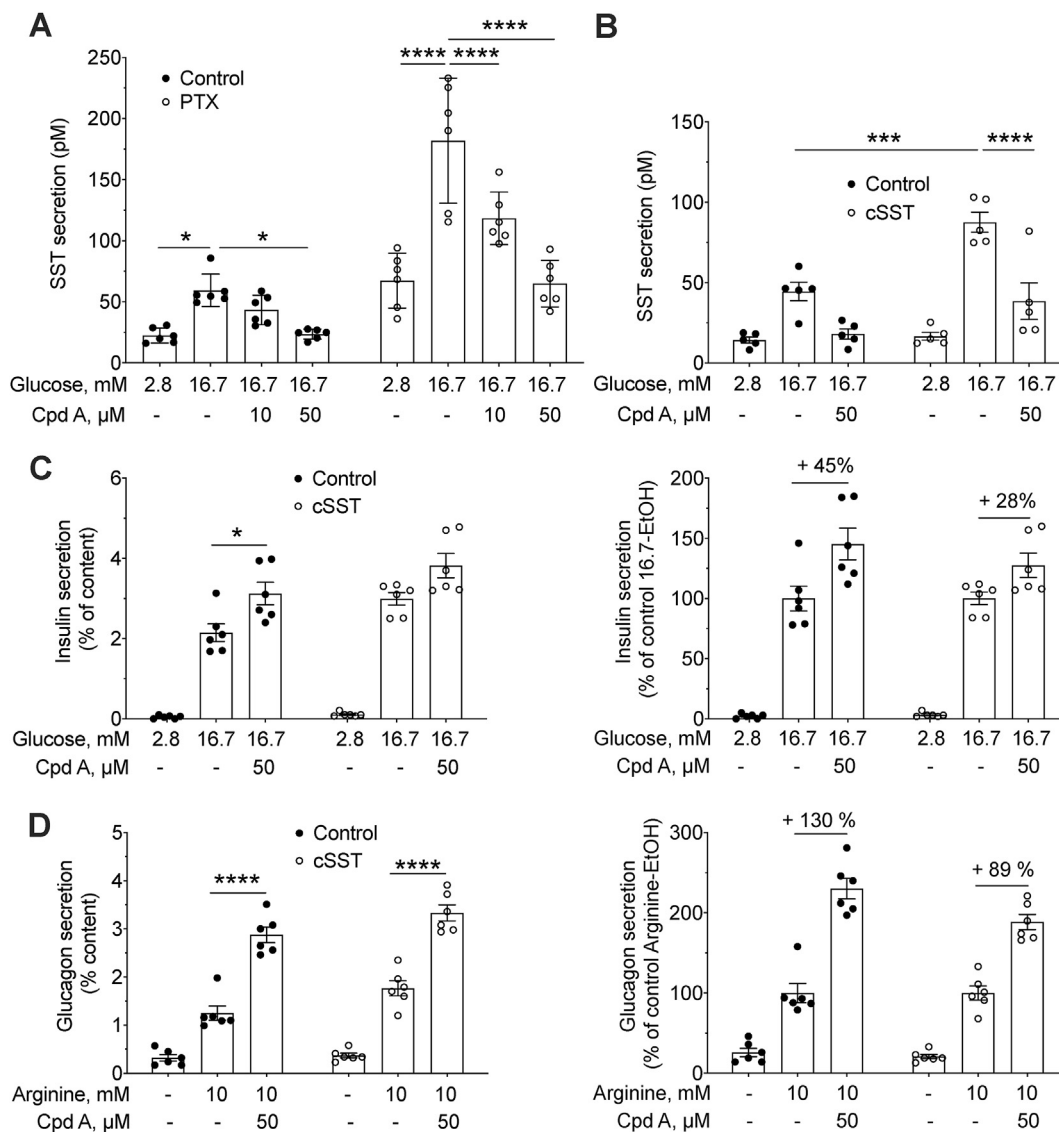 A
****
**** ****
250
200
150
100
50
0
SST secretion (pM)
Control
PTX
* *
Glucose, mM 2.8 16.7 16.7 16.7 2.8 16.7 16.7 16.7
Cpd A, µM - - 10 50 - - 10 50
B
150
100
50
0
SST secretion (pM)
*** ****
Control
cSST
Glucose, mM 2.8 16.7 16.7 2.8 16.7 16.7
Cpd A, µM - - 50 - - 50
C
6
4
2
0
Insulin secretion
(% of content)
Control
cSST
*
Glucose, mM 2.8 16.7 16.7 2.8 16.7 16.7
Cpd A, µM - - 50 - - 50
200
150
100
50
0
Insulin secretion
(% of control 16.7-EtOH)
+ 45%
+ 28%
Glucose, mM 2.8 16.7 16.7 2.8 16.7 16.7
Cpd A, µM - - 50 - - 50
D
5
4
3
2
1
0
Glucagon secretion
(% content)
Control
cSST
**** ****
Arginine, mM - 10 10 - 10 10
Cpd A, µM - - 50 - - 50
300
200
100
0
Glucagon secretion
(% of control Arginine-EtOH)
+ 130 %
+ 89 %
Arginine, mM - 10 10 - 10 10
Cpd A, µM - - 50 - - 50